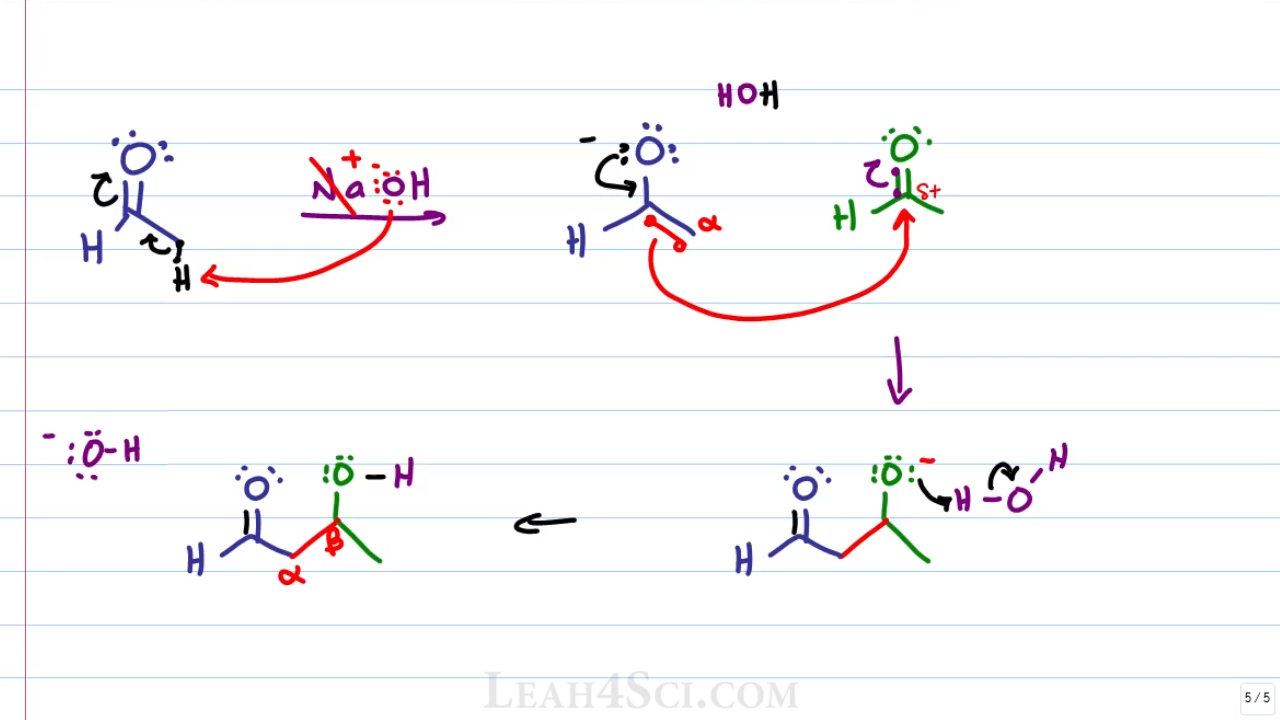 HOH
O + Na OH - O O
δ+
H H H α H
- O-H O O-H O O - H-O H
H α β H
LEAH4SCI.COM
5 / 5